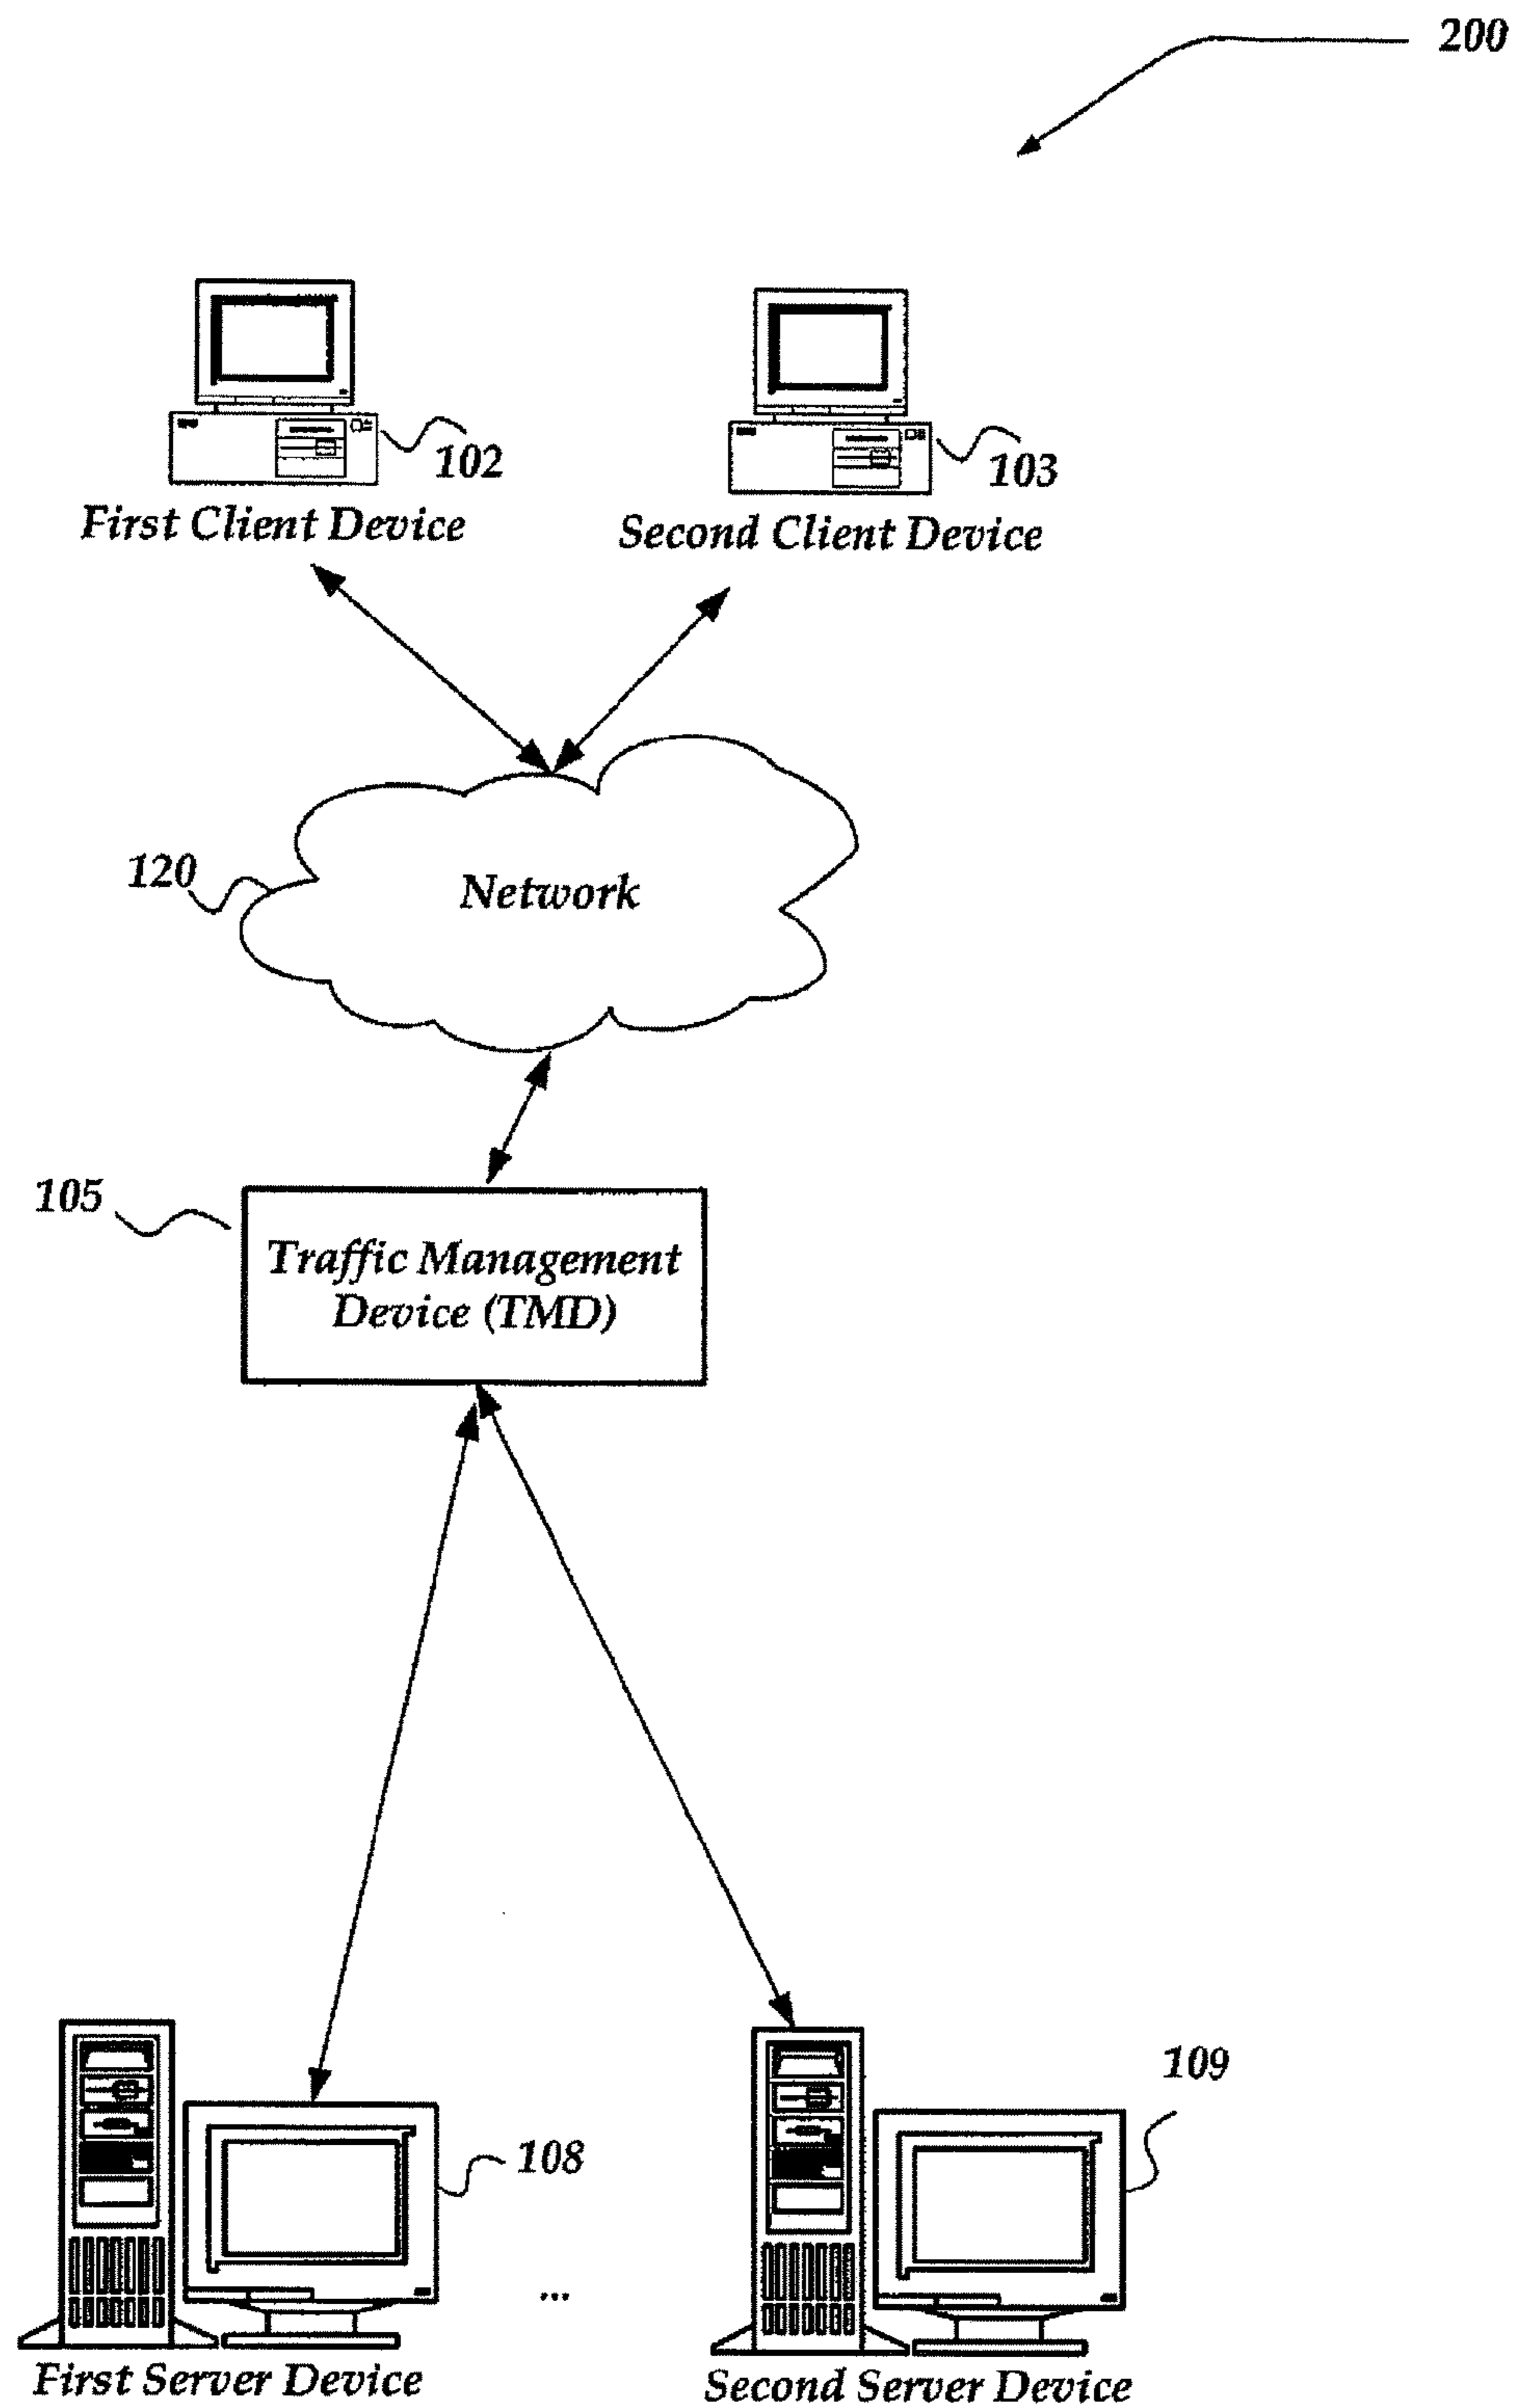 200
102
103
First Client Device
Second Client Device
120
Network
105
Traffic Management
Device (TMD)
109
108
...
First Server Device
Second Server Device